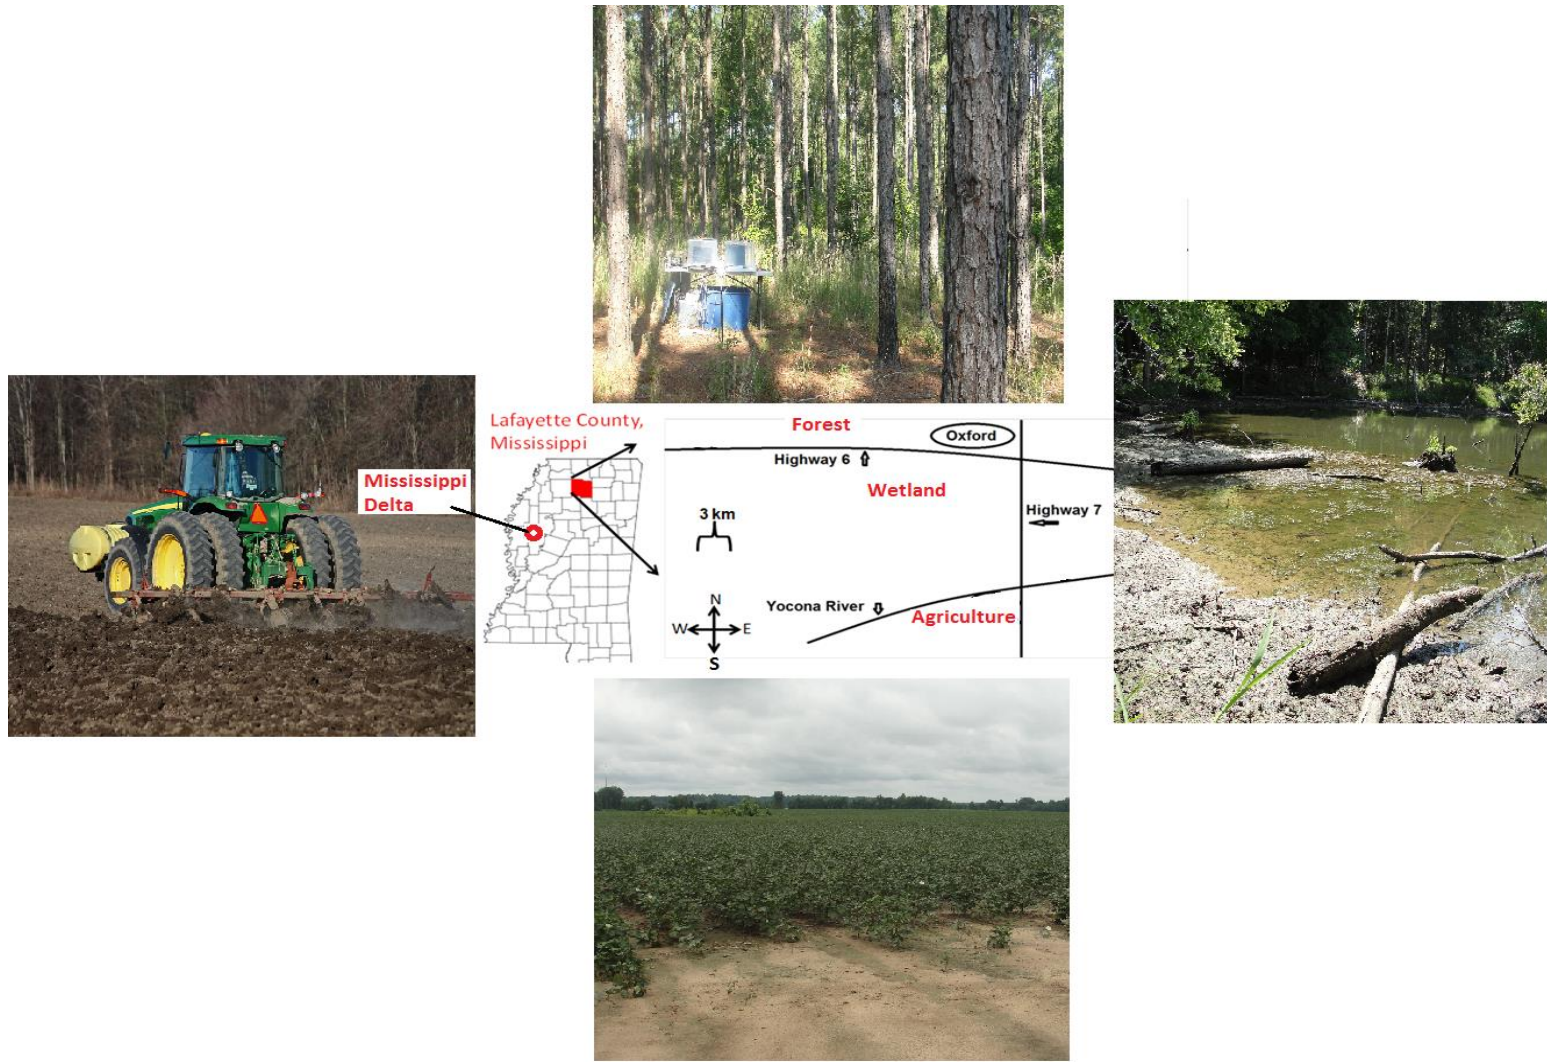 Lafayette County,
Mississippi
Mississippi
Delta
Forest
Oxford
Highway 6
Wetland
3 km
Highway 7
N
W E
S
Yocona River
Agriculture